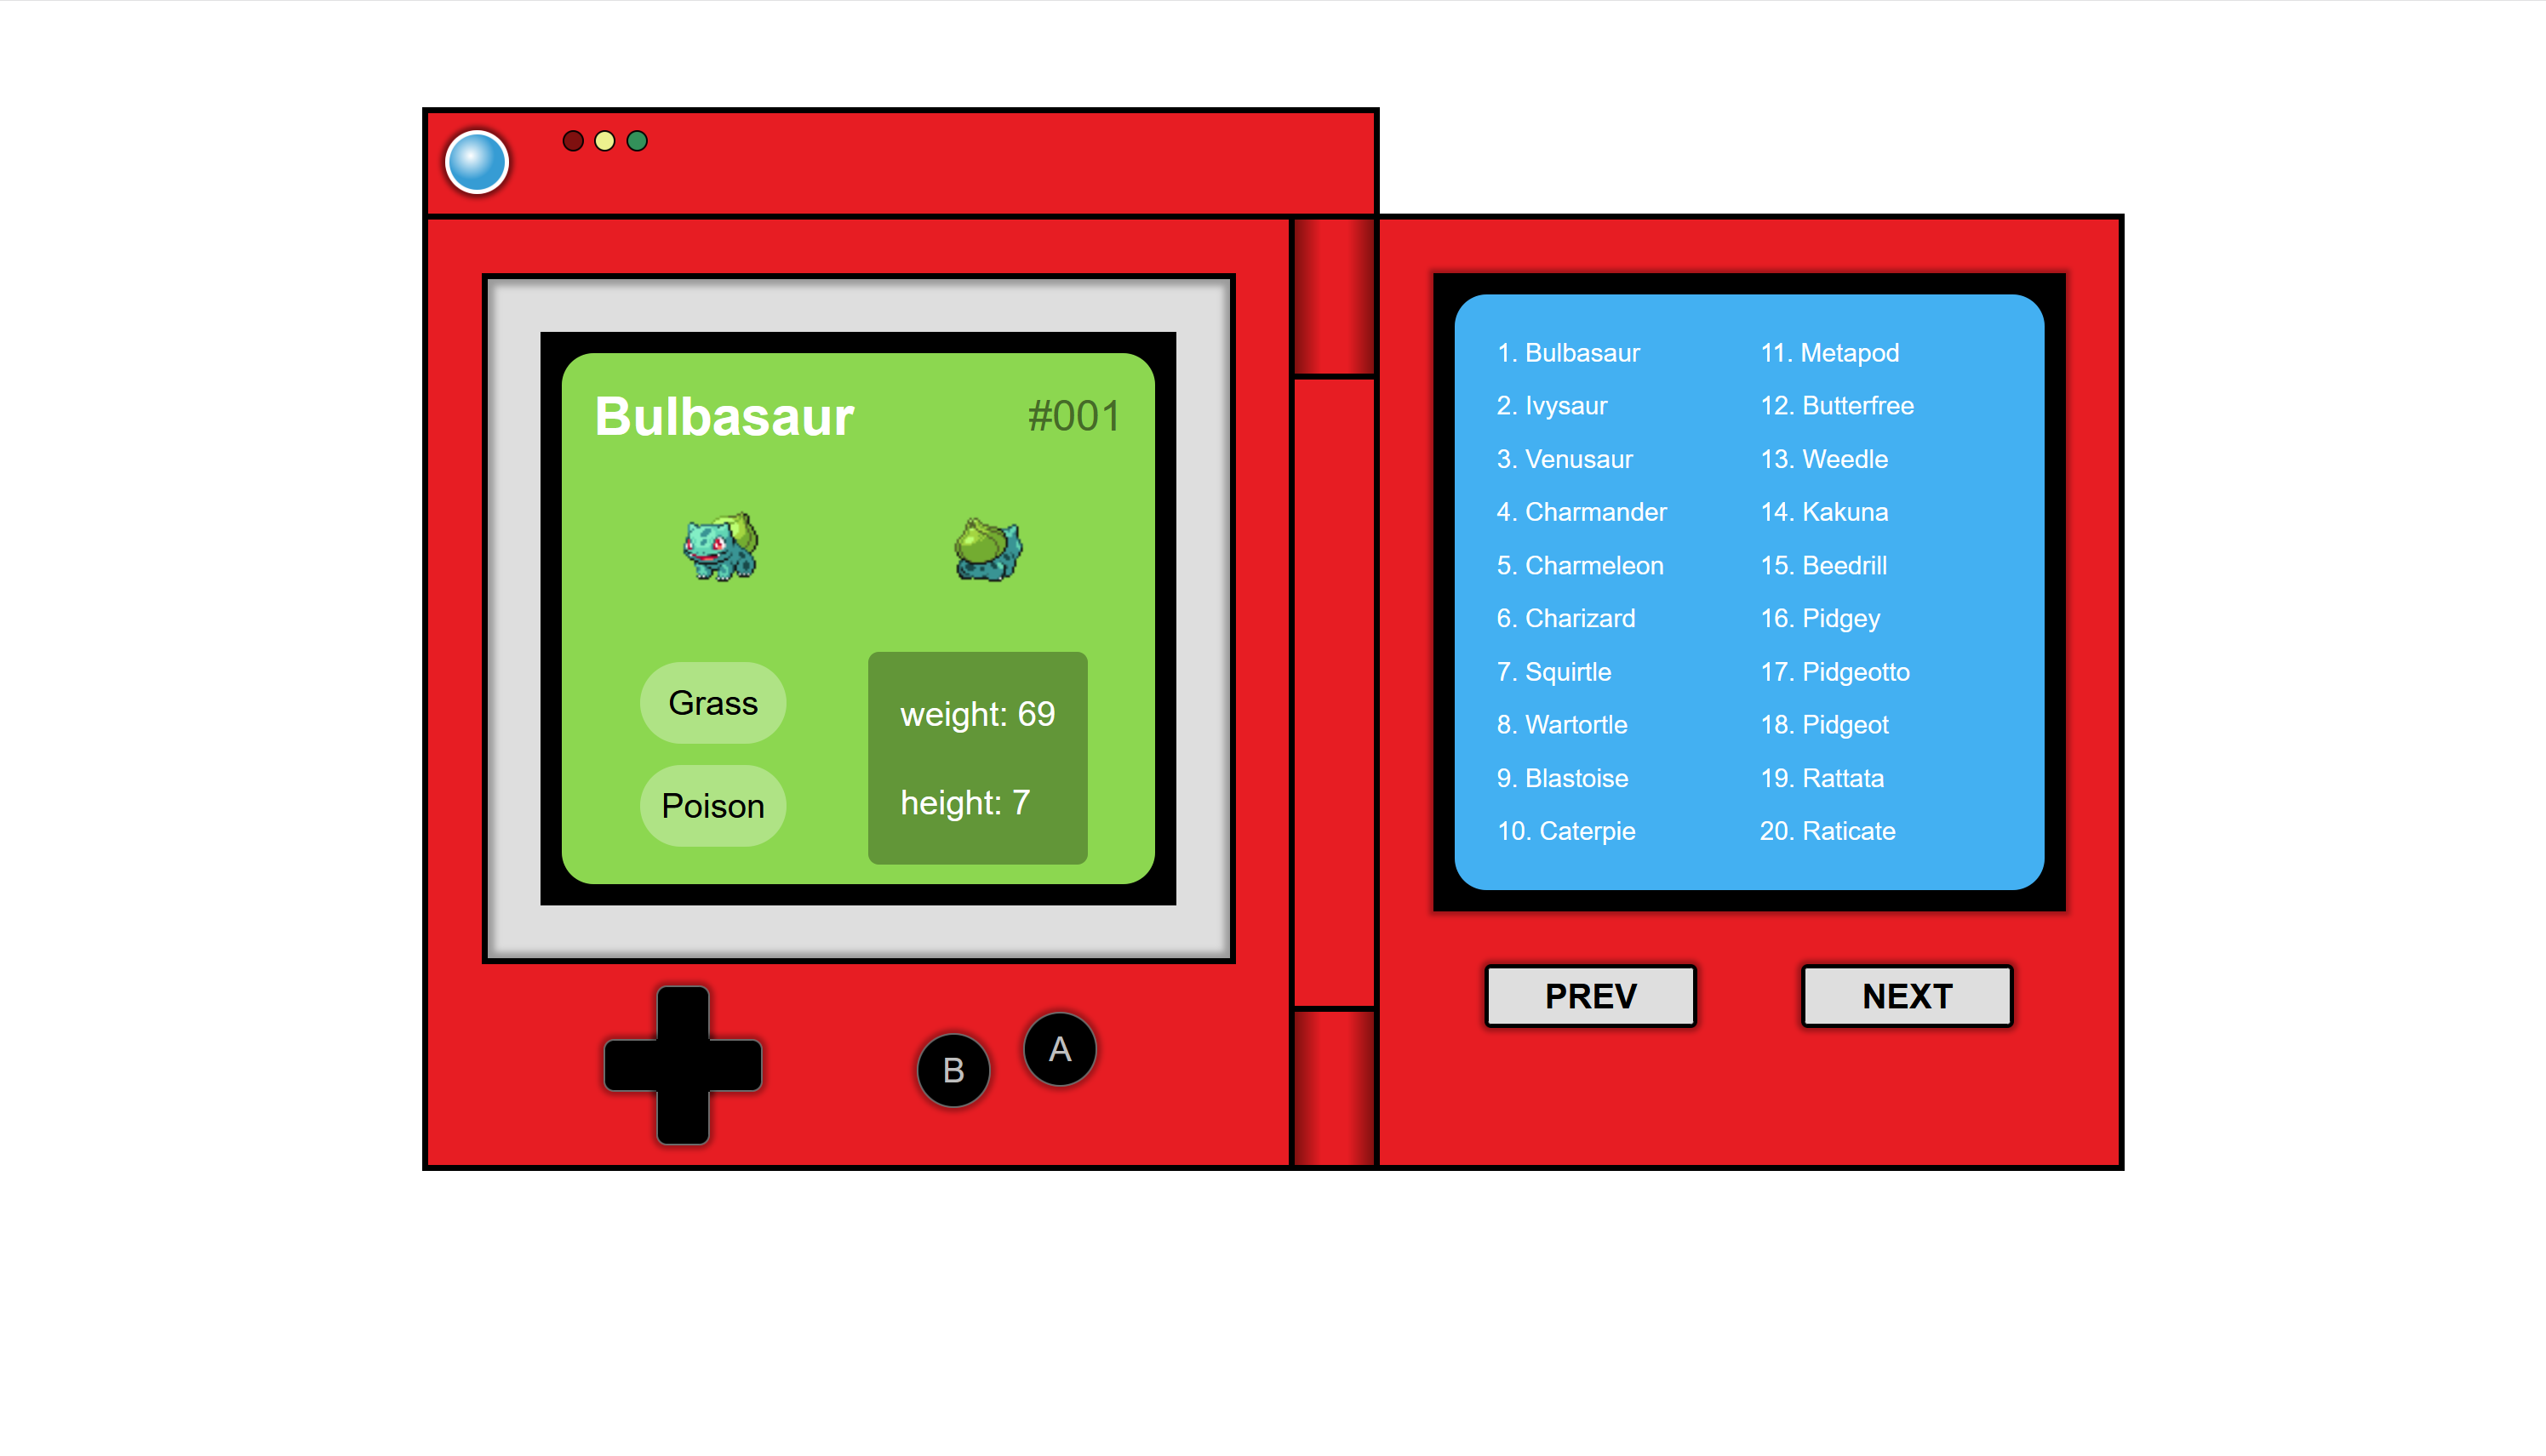 Bulbasaur #001
Grass
Poison
weight: 69
height: 7
B
A
1. Bulbasaur
2. Ivysaur
3. Venusaur
4. Charmander
5. Charmeleon
6. Charizard
7. Squirtle
8. Wartortle
9. Blastoise
10. Caterpie
11. Metapod
12. Butterfree
13. Weedle
14. Kakuna
15. Beedrill
16. Pidgey
17. Pidgeotto
18. Pidgeot
19. Rattata
20. Raticate
PREV
NEXT